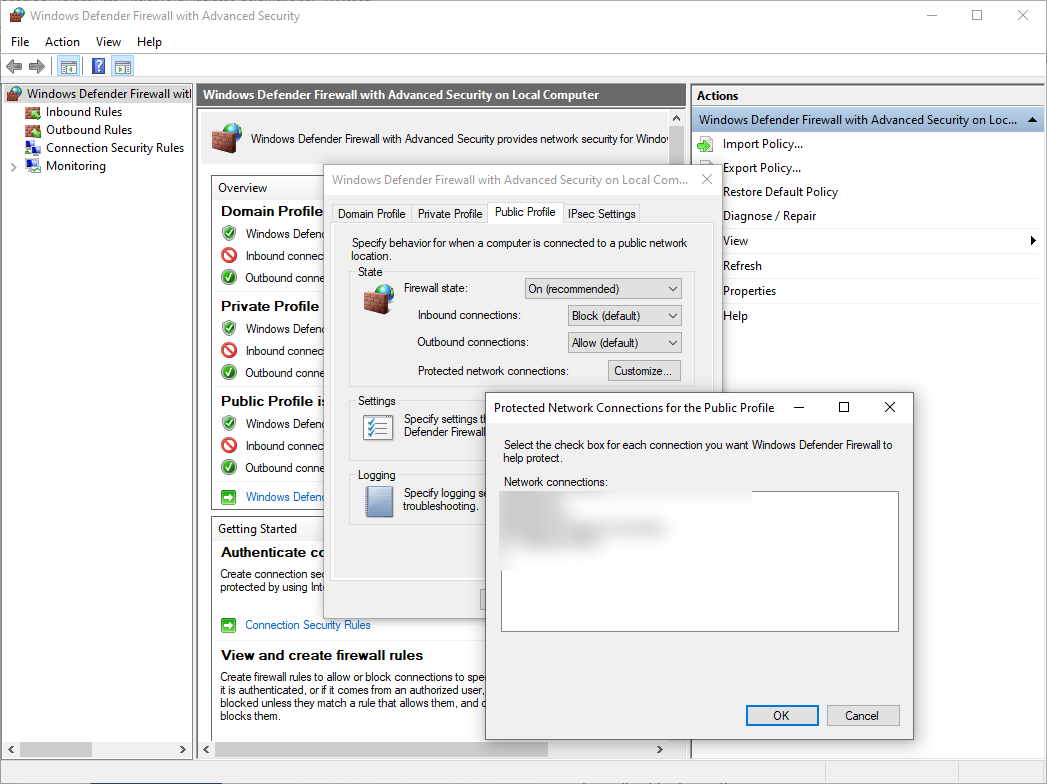 Windows Defender Firewall with Advanced Security
File Action View Help
Windows Defender Firewall wit
Inbound Rules
Outbound Rules
Connection Security Rules
Monitoring
Windows Defender Firewall with Advanced Security on Local Computer
Windows Defender Firewall with Advanced Security provides network security for Windo
Overview
Domain Profile
Windows Defend
Inbound connec
Outbound conne
Private Profile
Windows Defend
Inbound connec
Outbound conne
Public Profile is
Windows Defend
Inbound connec
Outbound conne
Windows Defend
Getting Started
Authenticate co
Create connection sec
protected by using Inte
Connection Security Rules
View and create firewall rules
Create firewall rules to allow or block connections to spe
it is authenticated, or if it comes from an authorized user,
blocked unless they match a rule that allows them, and o
blocks them.
Actions
Windows Defender Firewall with Advanced Security on Loc...
Import Policy...
Export Policy...
Restore Default Policy
Diagnose / Repair
View
Refresh
Properties
Help
Windows Defender Firewall with Advanced Security on Local Com...
Domain Profile Private Profile Public Profile IPsec Settings
Specify behavior for when a computer is connected to a public network
location.
State
Firewall state: On (recommended)
Inbound connections: Block (default)
Outbound connections: Allow (default)
Protected network connections: Customize...
Settings
Specify settings th
Defender Firewall
Logging
Specify logging se
troubleshooting.
Protected Network Connections for the Public Profile
Select the check box for each connection you want Windows Defender Firewall to
help protect.
Network connections:
OK Cancel